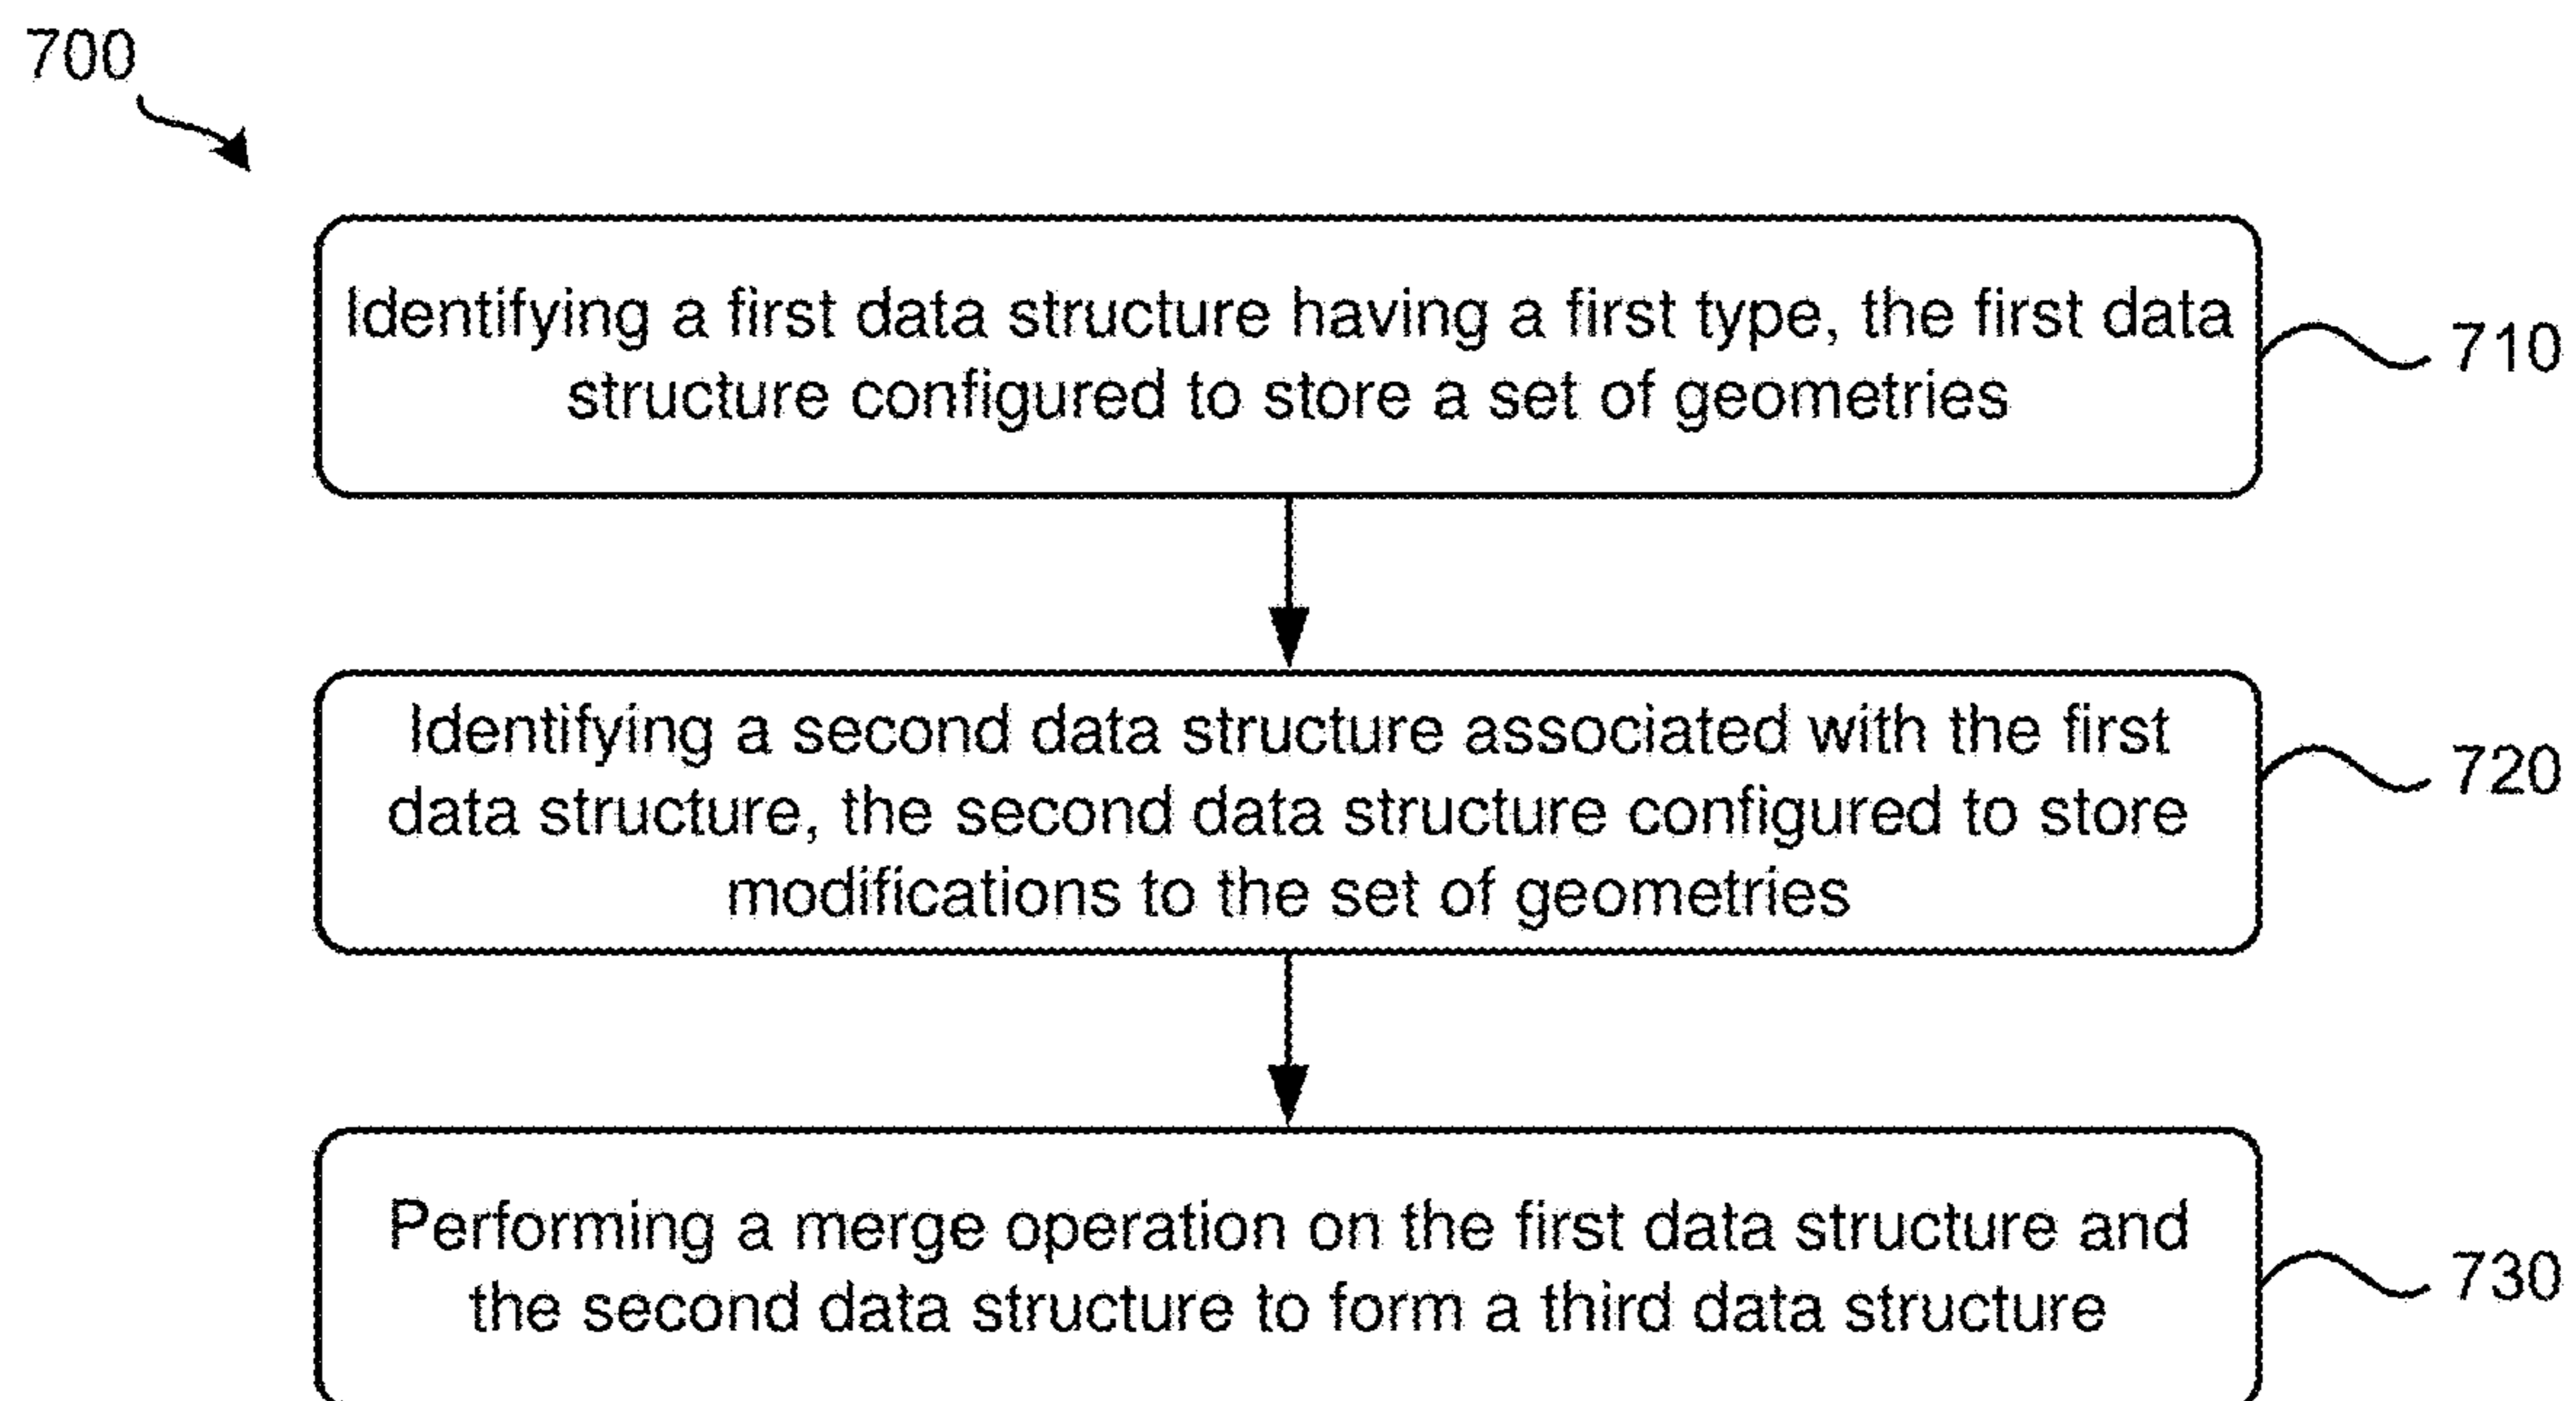 700
Identifying a first data structure having a first type, the first data
structure configured to store a set of geometries
710
Identifying a second data structure associated with the first
data structure, the second data structure configured to store
modifications to the set of geometries
720
Performing a merge operation on the first data structure and
the second data structure to form a third data structure
730